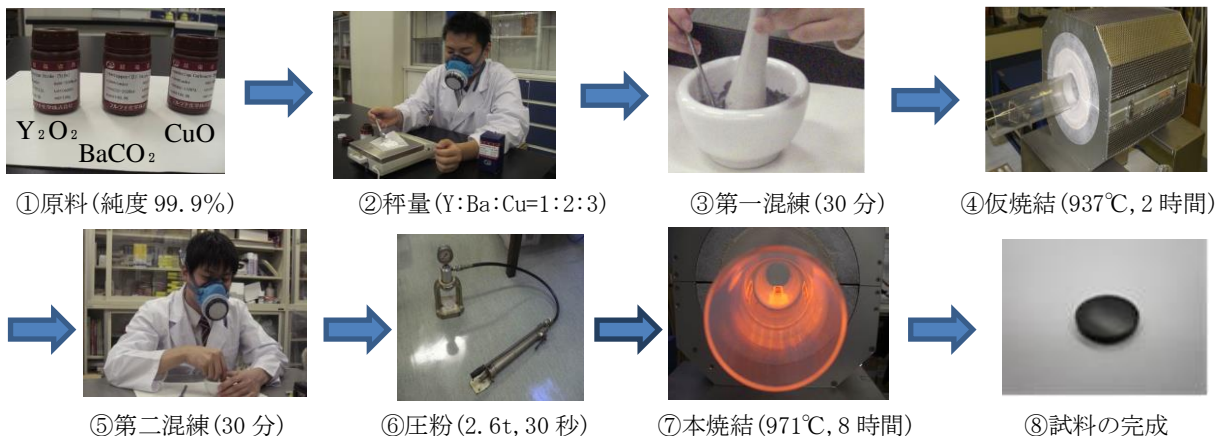 Y₂O₂
BaCO₂
CuO
①原料(純度 99.9%)
②秤量(Y:Ba:Cu=1:2:3)
③第一混練(30 分)
④仮焼結(937℃, 2 時間)
⑤第二混練(30 分)
⑥圧粉(2.6t, 30 秒)
⑦本焼結(971℃, 8 時間)
⑧試料の完成